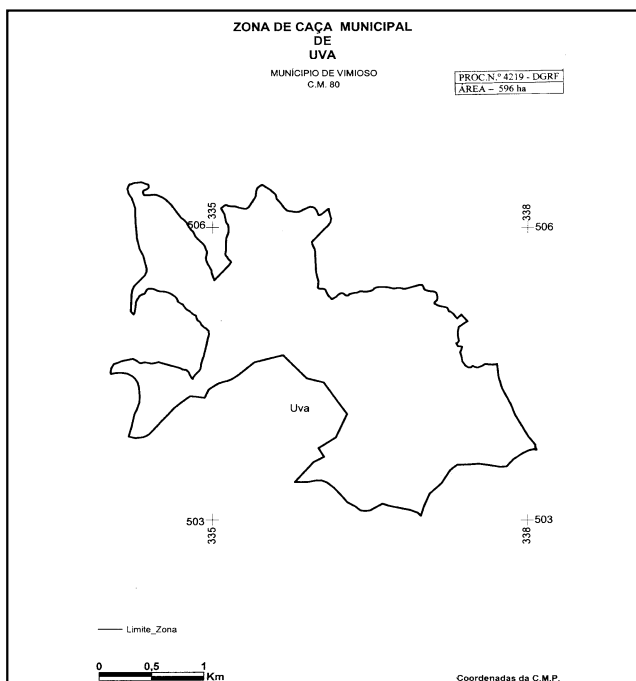 ZONA DE CAÇA MUNICIPAL
DE
UVA
MUNÍCIPIO DE VIMIOSO
C.M. 80
PROC.N.º 4219 - DGRF
ÁREA – 596 ha
335
506
338
506
Uva
503
335
338
503
Limite_Zona
0 0,5 1
Km
Coordenadas da C.M.P.